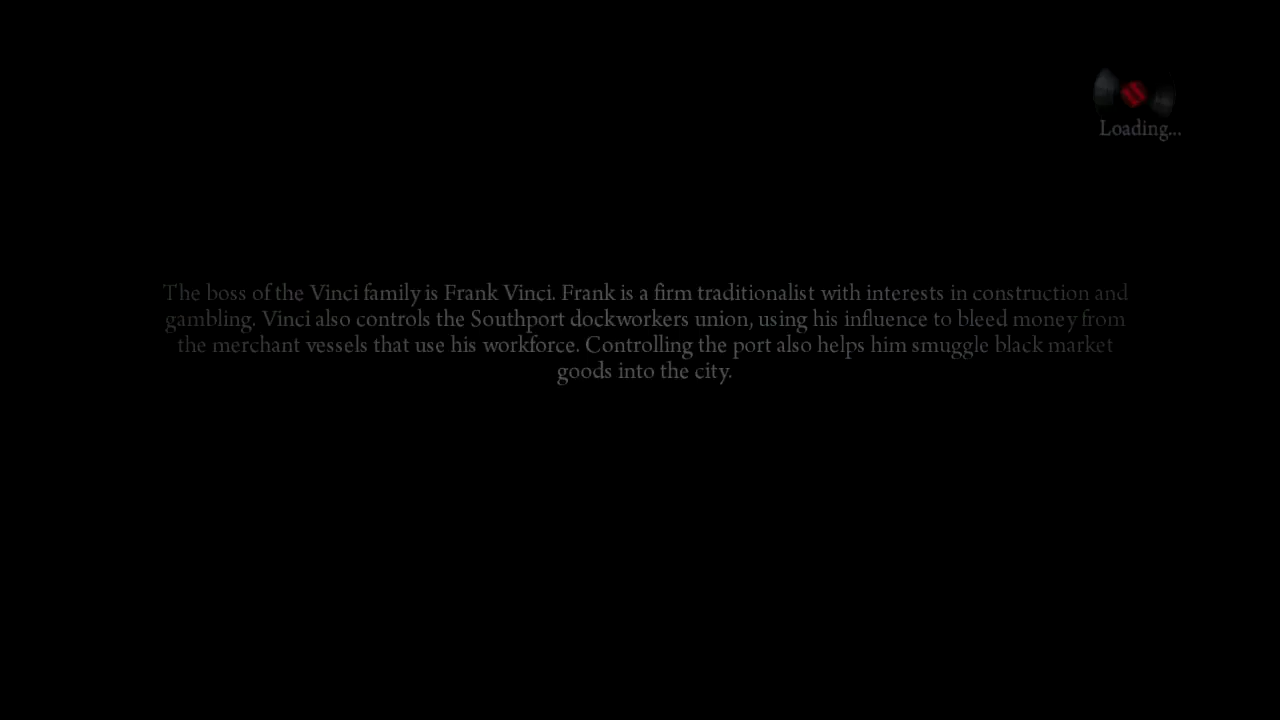 Loading...
The boss of the Vinci family is Frank Vinci. Frank is a firm traditionalist with interests in construction and
gambling. Vinci also controls the Southport dockworkers union, using his influence to bleed money from
the merchant vessels that use his workforce. Controlling the port also helps him smuggle black market
goods into the city.